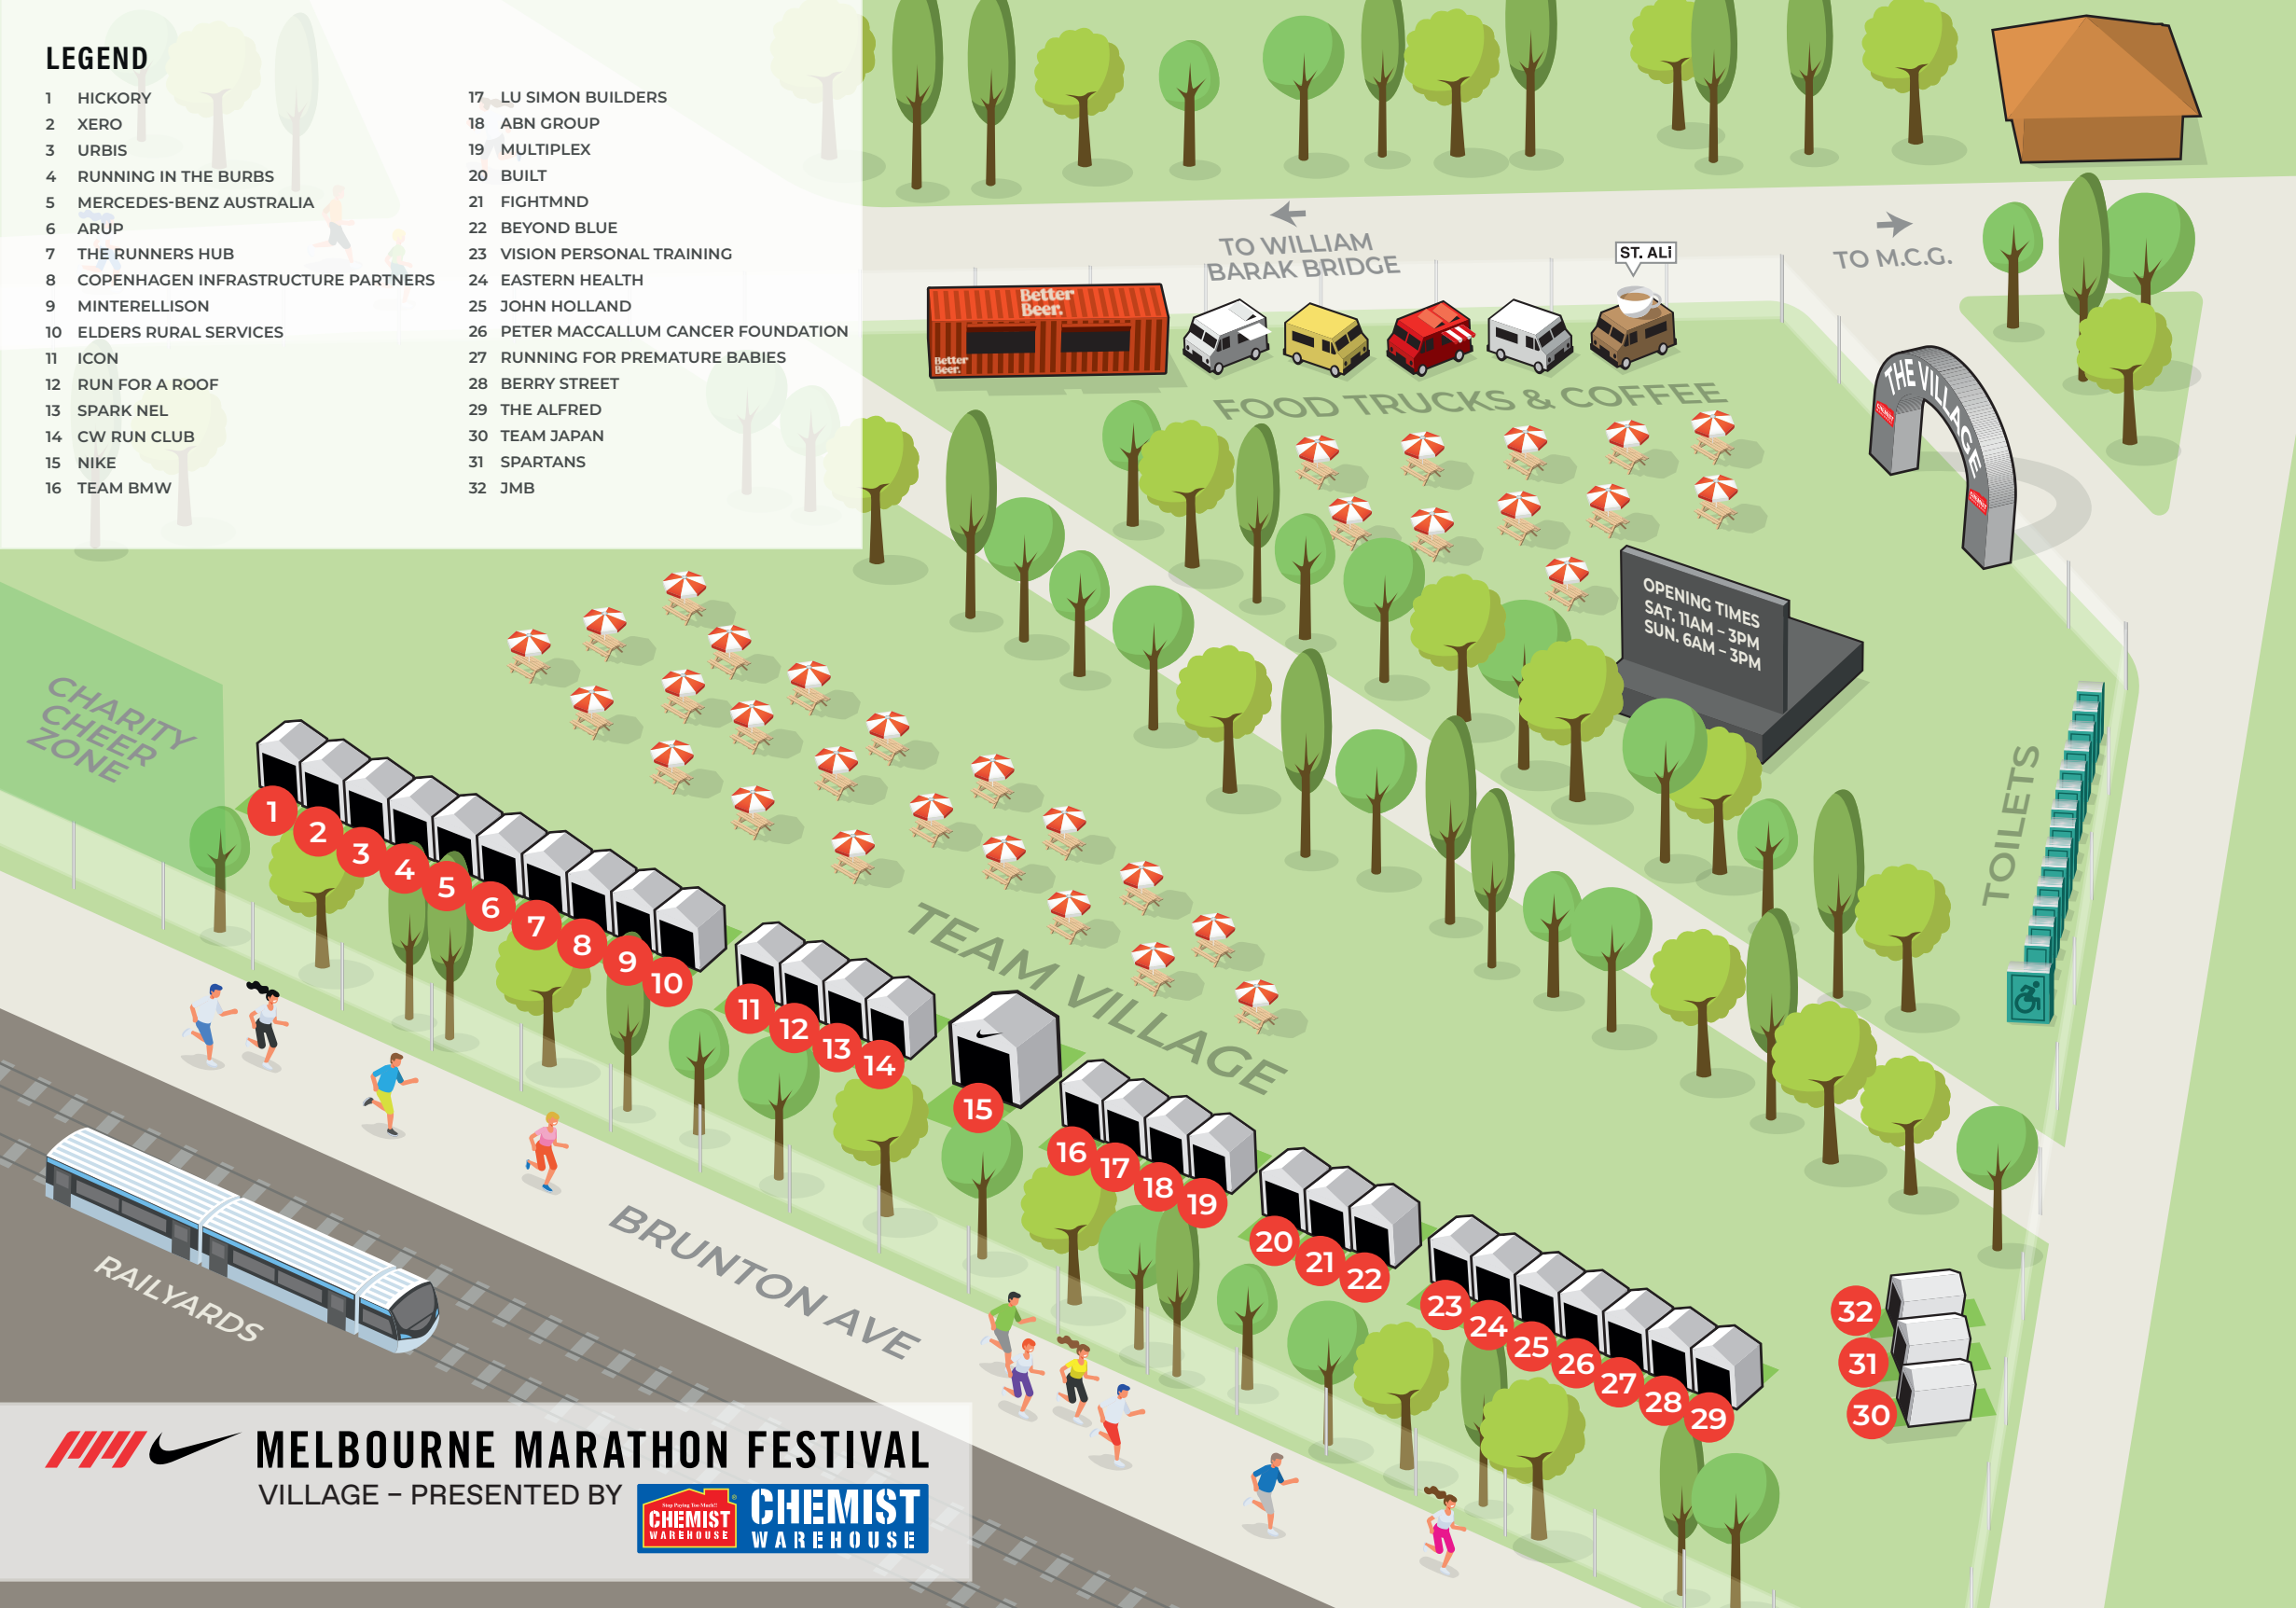 LEGEND
1 HICKORY
2 XERO
3 URBIS
4 RUNNING IN THE BURBS
5 MERCEDES-BENZ AUSTRALIA
6 ARUP
7 THE RUNNERS HUB
8 COPENHAGEN INFRASTRUCTURE PARTNERS
9 MINTERELLISON
10 ELDERS RURAL SERVICES
11 ICON
12 RUN FOR A ROOF
13 SPARK NEL
14 CW RUN CLUB
15 NIKE
16 TEAM BMW
17 LU SIMON BUILDERS
18 ABN GROUP
19 MULTIPLEX
20 BUILT
21 FIGHTMND
22 BEYOND BLUE
23 VISION PERSONAL TRAINING
24 EASTERN HEALTH
25 JOHN HOLLAND
26 PETER MACCALLUM CANCER FOUNDATION
27 RUNNING FOR PREMATURE BABIES
28 BERRY STREET
29 THE ALFRED
30 TEAM JAPAN
31 SPARTANS
32 JMB
TO WILLIAM
BARAK BRIDGE
TO M.C.G.
ST. ALi
Better
Beer.
Better
Beer.
FOOD TRUCKS & COFFEE
THE VILLAGE
OPENING TIMES
SAT. 11AM – 3PM
SUN. 6AM – 3PM
CHARITY
CHEER
ZONE
TOILETS
TEAM VILLAGE
1
2
3
4
5
6
7
8
9
10
11
12
13
14
15
16
17
18
19
20
21
22
23
24
25
26
27
28
29
32
31
30
BRUNTON AVE
RAILYARDS
MELBOURNE MARATHON FESTIVAL
VILLAGE – PRESENTED BY
Stop Paying Too Much!!
CHEMIST
WAREHOUSE
®
CHEMIST
WAREHOUSE